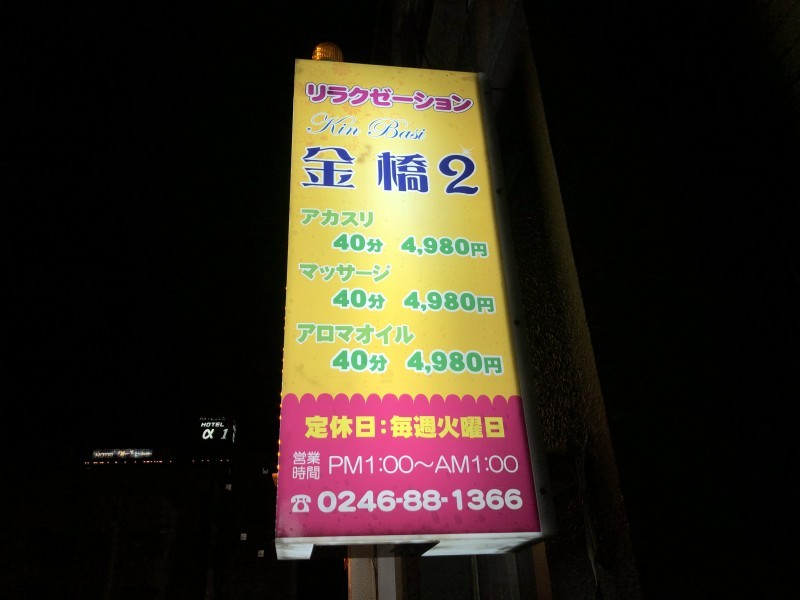 リラクゼーション
Kin Basi
金橋2
アカスリ
40分 4,980円
マッサージ
40分 4,980円
アロマオイル
40分 4,980円
定休日:毎週火曜日
営業時間 PM1:00~AM1:00
☎0246-88-1366
HOTEL
α1